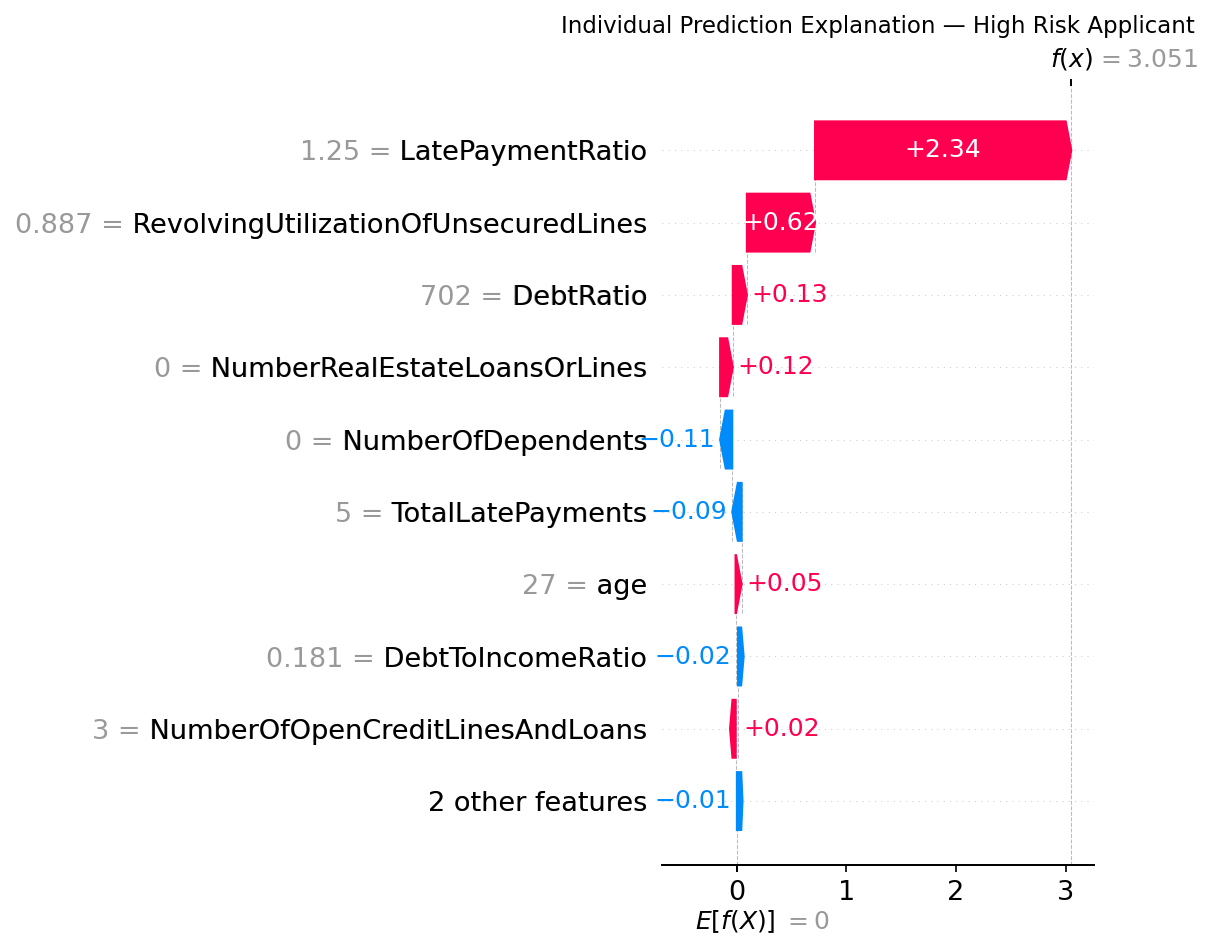 Individual Prediction Explanation — High Risk Applicant
f(x) = 3.051
1.25 = LatePaymentRatio +2.34
0.887 = RevolvingUtilizationOfUnsecuredLines +0.62
702 = DebtRatio +0.13
0 = NumberRealEstateLoansOrLines +0.12
0 = NumberOfDependents −0.11
5 = TotalLatePayments −0.09
27 = age +0.05
0.181 = DebtToIncomeRatio −0.02
3 = NumberOfOpenCreditLinesAndLoans +0.02
2 other features −0.01
0 1 2 3
E[f(X)] = 0